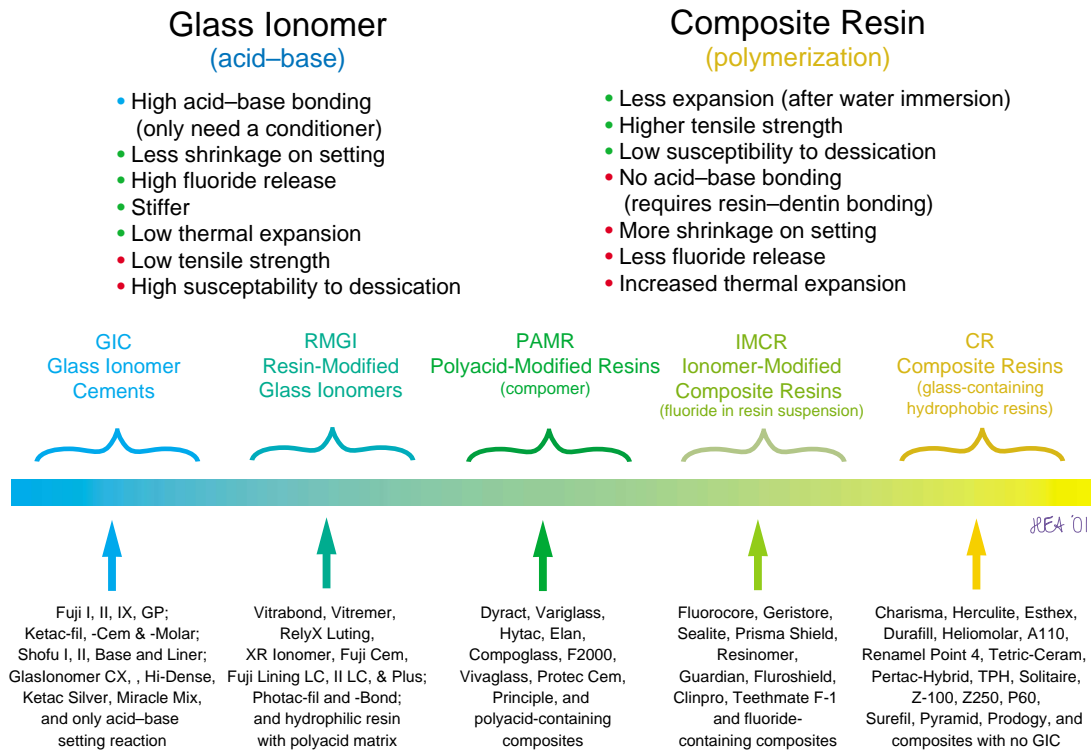 Glass Ionomer
(acid–base)
• High acid–base bonding
(only need a conditioner)
• Less shrinkage on setting
• High fluoride release
• Stiffer
• Low thermal expansion
• Low tensile strength
• High susceptability to dessication
Composite Resin
(polymerization)
• Less expansion (after water immersion)
• Higher tensile strength
• Low susceptibility to dessication
• No acid–base bonding
(requires resin–dentin bonding)
• More shrinkage on setting
• Less fluoride release
• Increased thermal expansion
GIC
Glass Ionomer
Cements
RMGI
Resin-Modified
Glass Ionomers
PAMR
Polyacid-Modified Resins
(compomer)
IMCR
Ionomer-Modified
Composite Resins
(fluoride in resin suspension)
CR
Composite Resins
(glass-containing
hydrophobic resins)
HEA '01
Fuji I, II, IX, GP;
Ketac-fil, -Cem & -Molar;
Shofu I, II, Base and Liner;
GlasIonomer CX, , Hi-Dense,
Ketac Silver, Miracle Mix,
and only acid–base
setting reaction
Vitrabond, Vitremer,
RelyX Luting,
XR Ionomer, Fuji Cem,
Fuji Lining LC, II LC, & Plus;
Photac-fil and -Bond;
and hydrophilic resin
with polyacid matrix
Dyract, Variglass,
Hytac, Elan,
Compoglass, F2000,
Vivaglass, Protec Cem,
Principle, and
polyacid-containing
composites
Fluorocore, Geristore,
Sealite, Prisma Shield,
Resinomer,
Guardian, Fluroshield,
Clinpro, Teethmate F-1
and fluoride-
containing composites
Charisma, Herculite, Esthex,
Durafill, Heliomolar, A110,
Renamel Point 4, Tetric-Ceram,
Pertac-Hybrid, TPH, Solitaire,
Z-100, Z250, P60,
Surefil, Pyramid, Prodogy, and
composites with no GIC